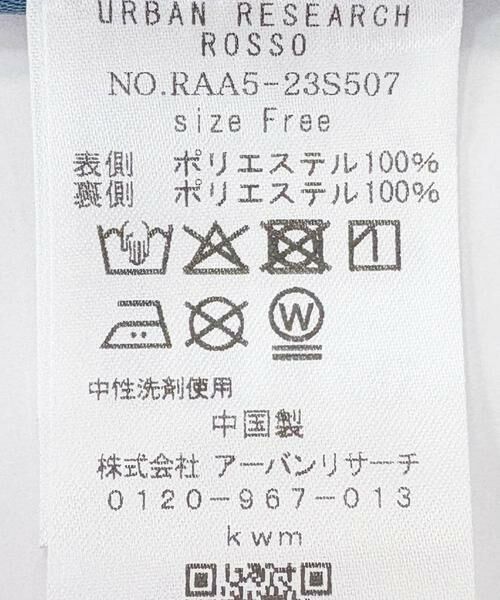 URBAN RESEARCH
ROSSO
NO.RAA5-23S507
size Free
表側 ポリエステル100%
裏側 ポリエステル100%
W
中性洗剤使用
中国製
株式会社 アーバンリサーチ
0120-967-013
kwm